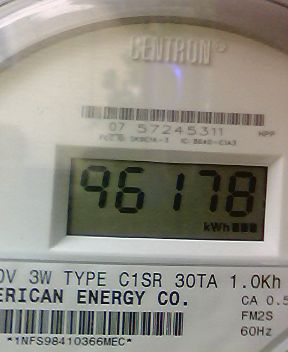 CENTRON®
07 57245311 HPP
96178
kWh
0V 3W TYPE C1SR 30TA 1.0Kh
ERICAN ENERGY CO.
CA 0.5
FM2S
60Hz
*1NFS98410366MEC*